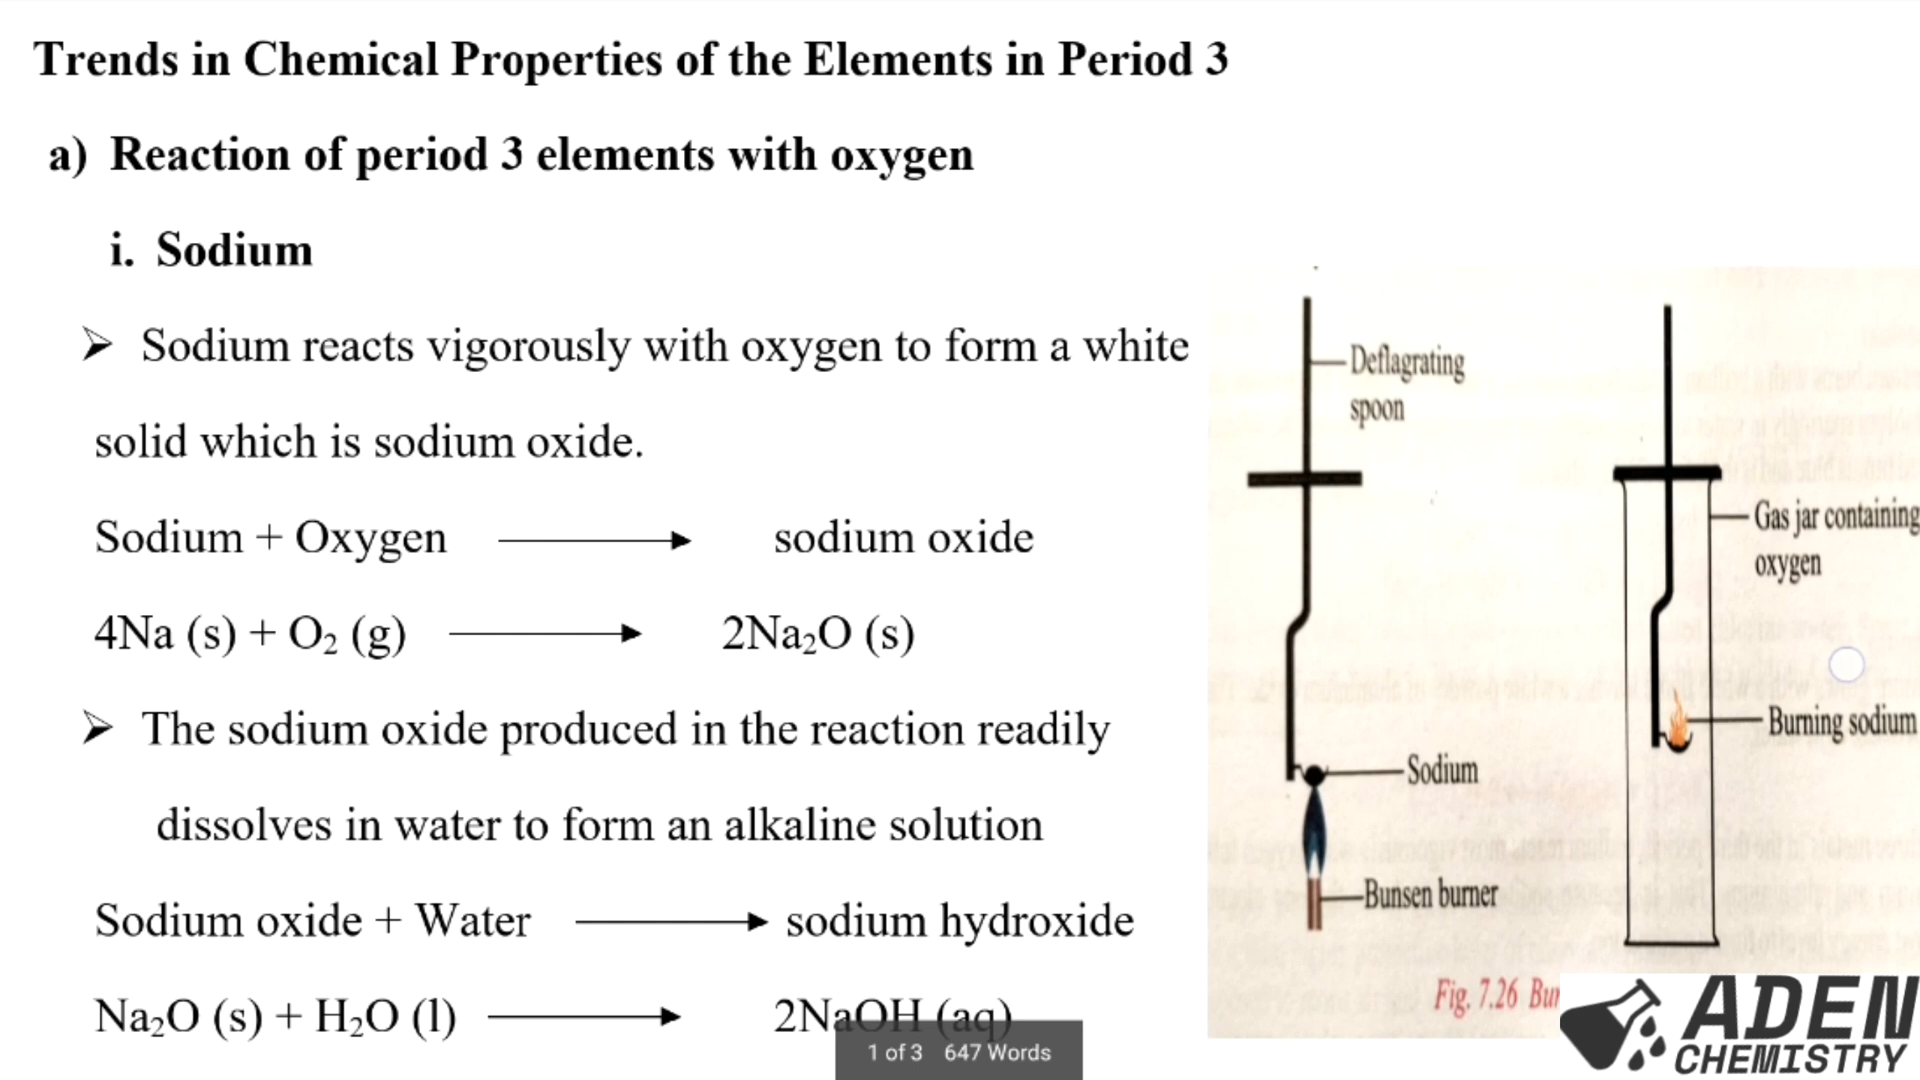 Trends in Chemical Properties of the Elements in Period 3
a) Reaction of period 3 elements with oxygen
i. Sodium
➢ Sodium reacts vigorously with oxygen to form a white
solid which is sodium oxide.
Sodium + Oxygen ⟶ sodium oxide
4Na (s) + O₂ (g) ⟶ 2Na₂O (s)
➢ The sodium oxide produced in the reaction readily
dissolves in water to form an alkaline solution
Sodium oxide + Water ⟶ sodium hydroxide
Na₂O (s) + H₂O (l) ⟶ 2NaOH (aq)
Deflagrating
spoon
Gas jar containing
oxygen
Burning sodium
Sodium
Bunsen burner
Fig. 7.26
1 of 3 647 Words
ADEN
CHEMISTRY